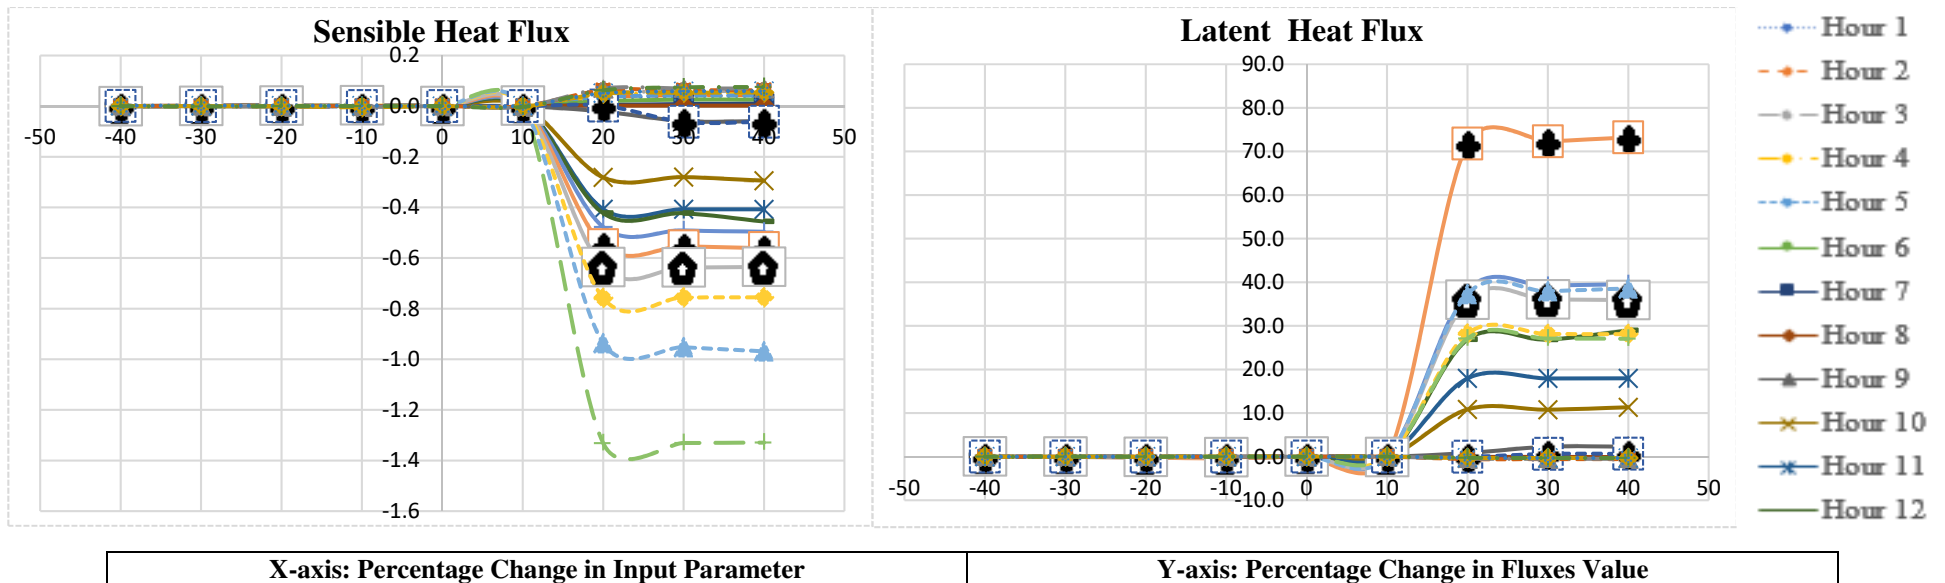 Sensible Heat Flux
0.2
0.0
-0.2
-0.4
-0.6
-0.8
-1.0
-1.2
-1.4
-1.6
-50 -40 -30 -20 -10 0 10 20 30 40 50
Latent Heat Flux
90.0
80.0
70.0
60.0
50.0
40.0
30.0
20.0
10.0
0.0
-10.0
-50 -40 -30 -20 -10 0 10 20 30 40 50
Hour 1
Hour 2
Hour 3
Hour 4
Hour 5
Hour 6
Hour 7
Hour 8
Hour 9
Hour 10
Hour 11
Hour 12
X-axis: Percentage Change in Input Parameter
Y-axis: Percentage Change in Fluxes Value